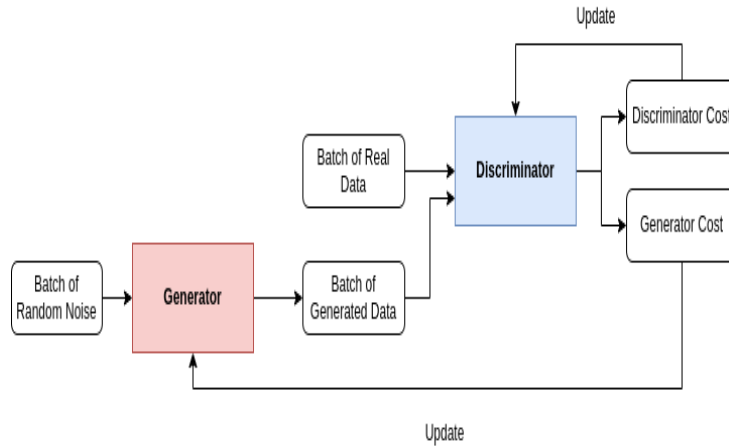 Update
Discriminator Cost
Batch of Real
Data
Discriminator
Generator Cost
Batch of
Random Noise
Generator
Batch of
Generated Data
Update